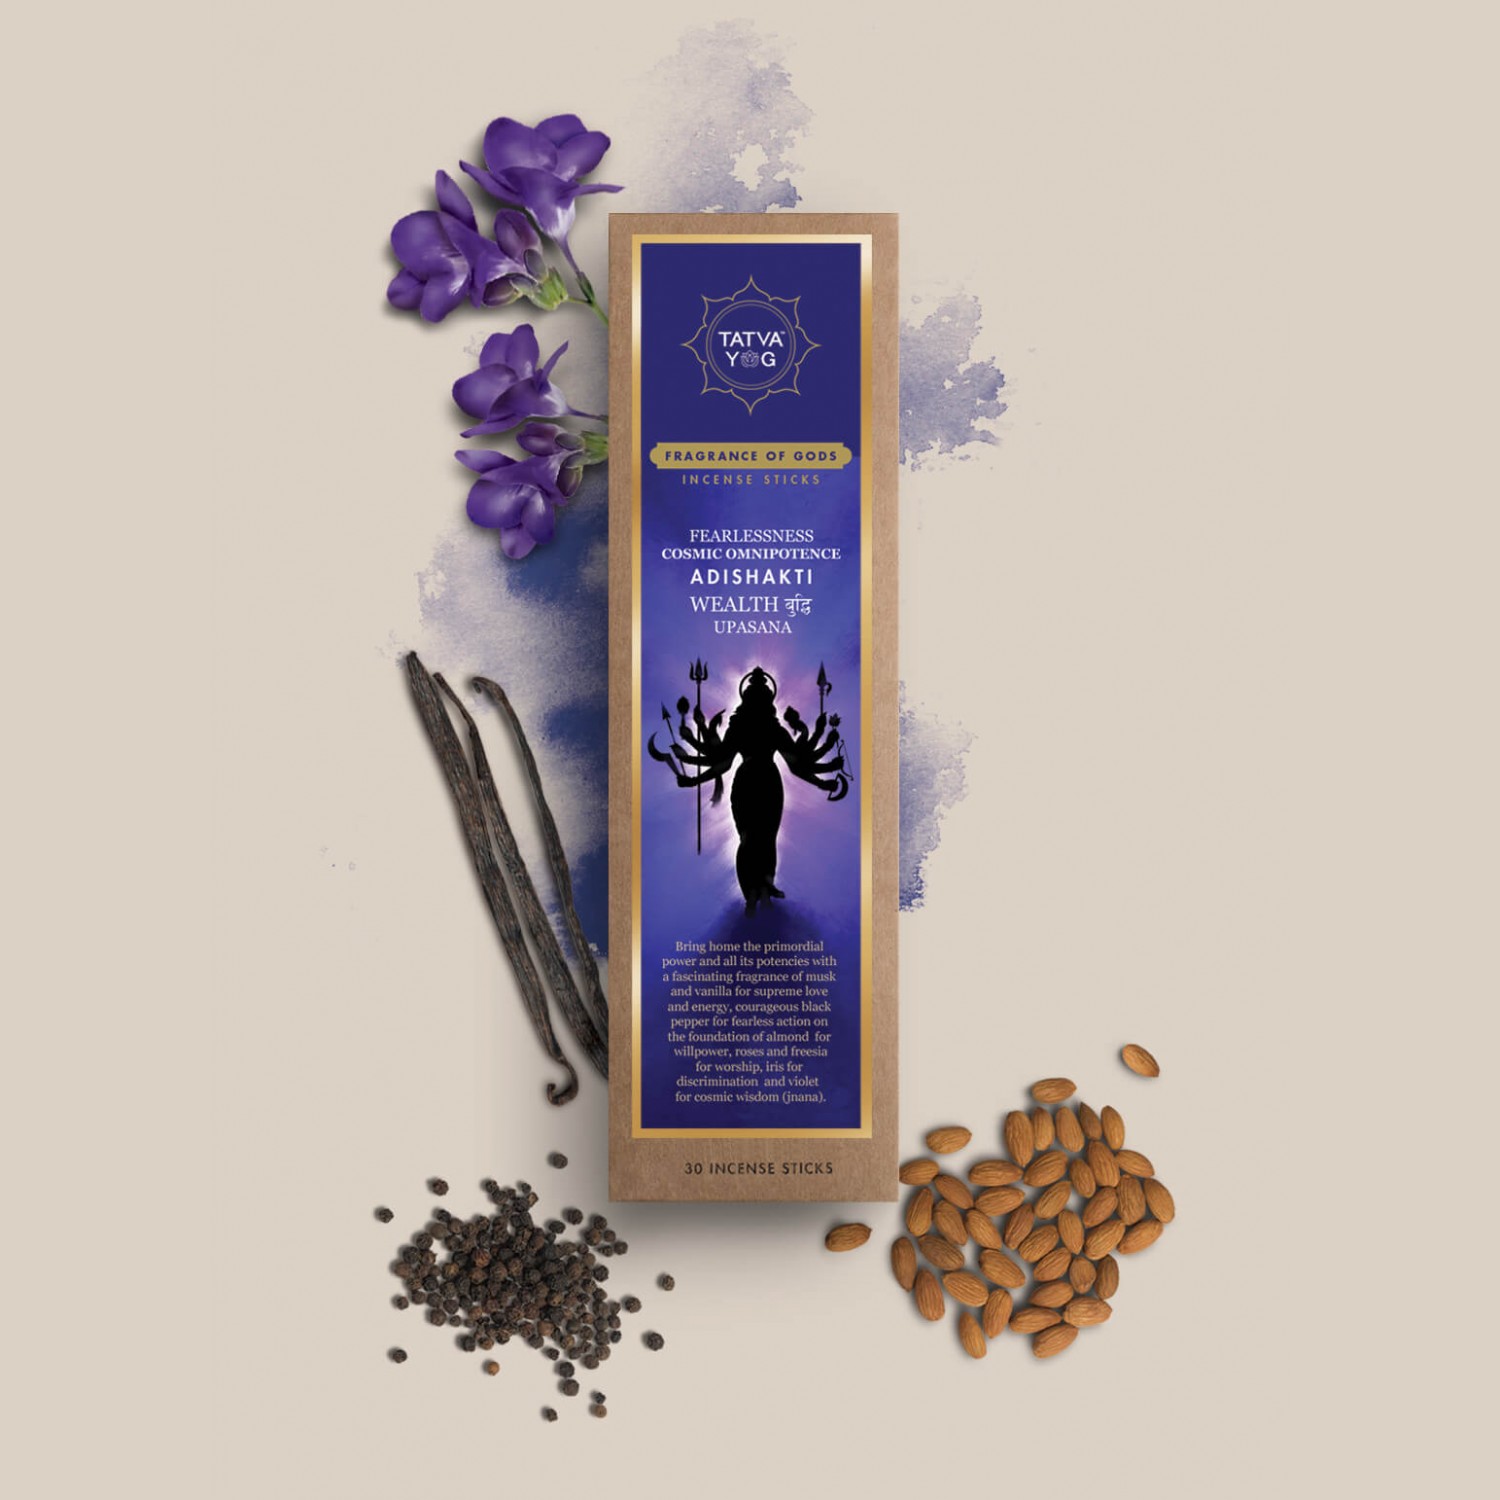 TATVA™
YOG
FRAGRANCE OF GODS
INCENSE STICKS
FEARLESSNESS
COSMIC OMNIPOTENCE
ADISHAKTI
WEALTH बुद्धि
UPASANA
Bring home the primordial
power and all its potencies with
a fascinating fragrance of musk
and vanilla for supreme love
and energy, courageous black
pepper for fearless action on
the foundation of almond for
willpower, roses and freesia
for worship, iris for
discrimination and violet
for cosmic wisdom (jnana).
30 INCENSE STICKS